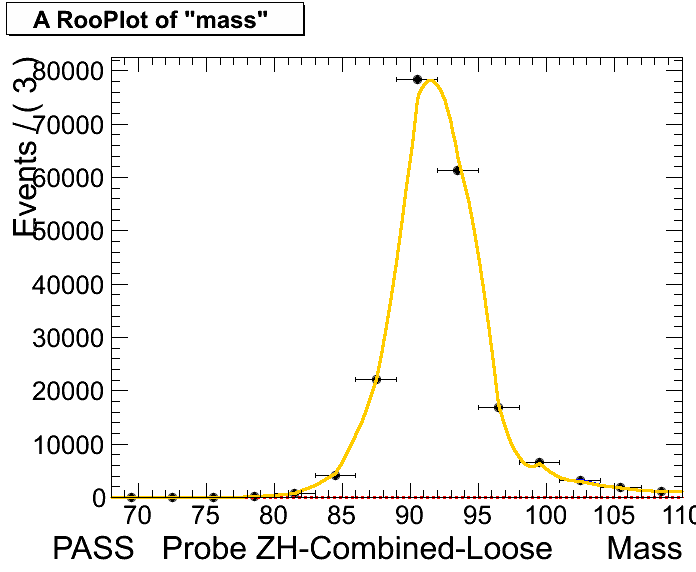 A RooPlot of "mass"
Events / ( 3 )
80000
70000
60000
50000
40000
30000
20000
10000
0
70 75 80 85 90 95 100 105 110
PASS Probe ZH-Combined-Loose Mass